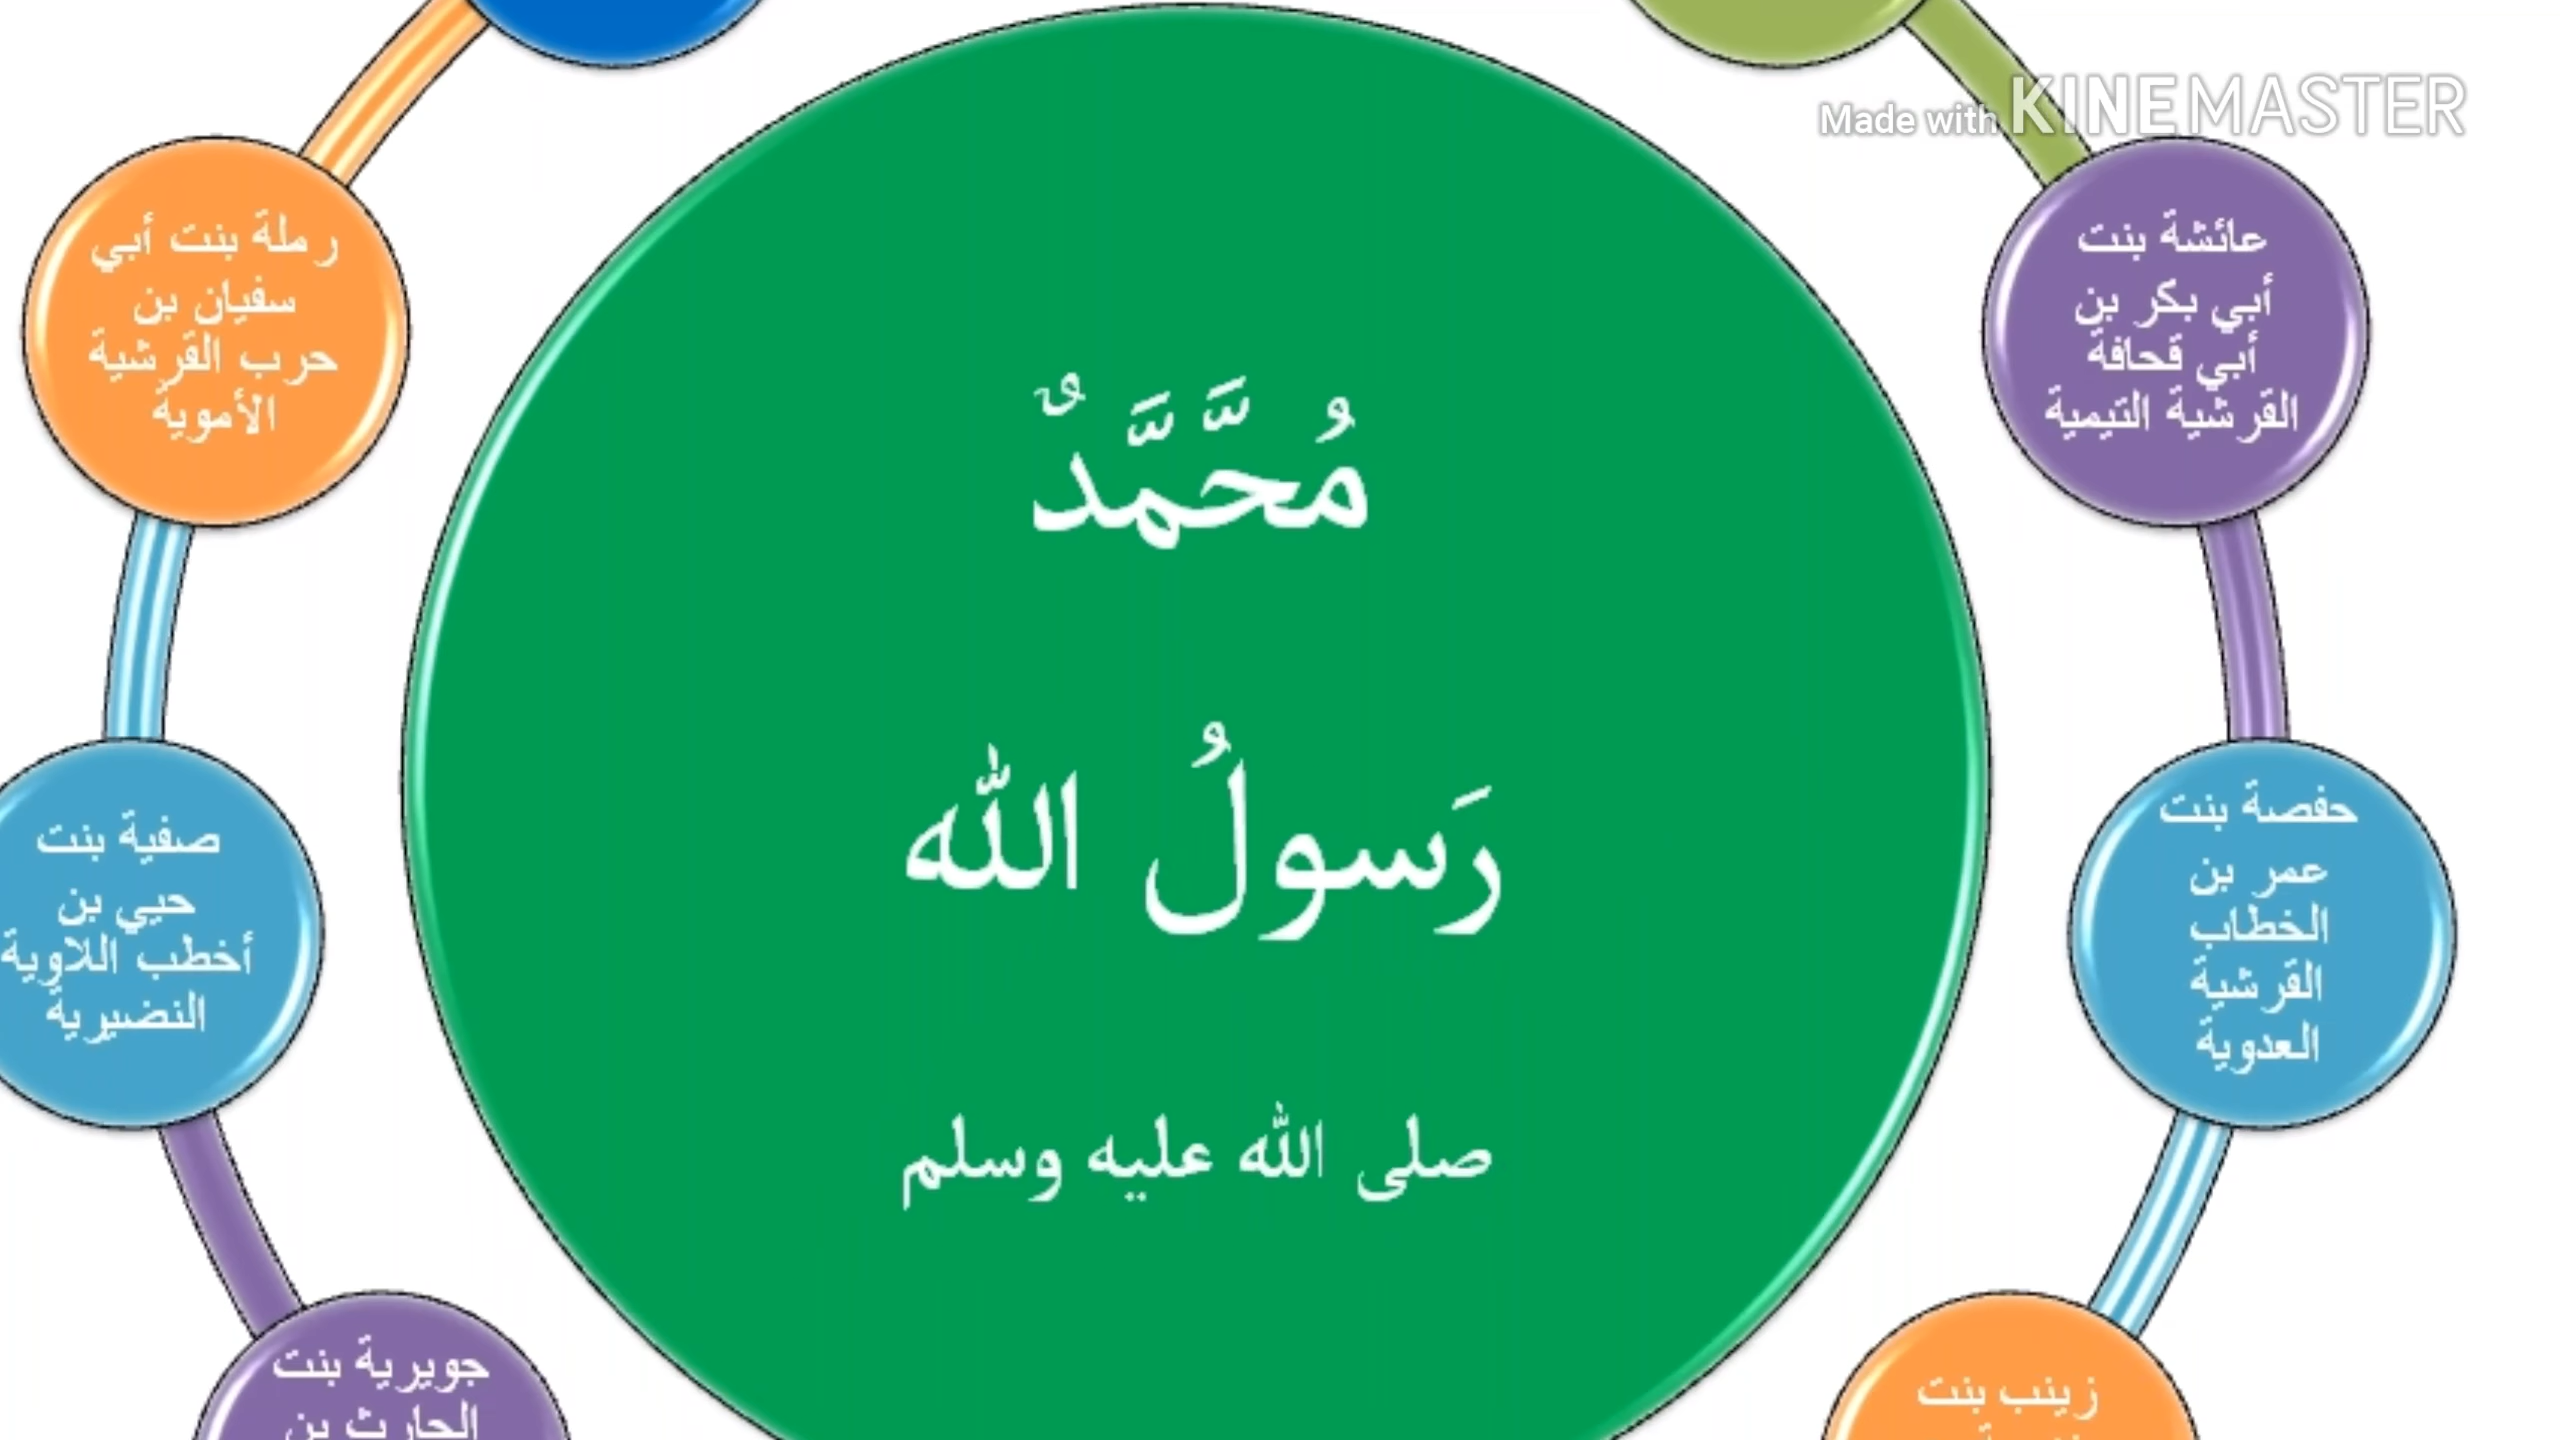 Made with KINEMASTER
مُحَمَّدٌ
رَسولُ الله
صلى الله عليه وسلم
عائشة بنت
أبي بكر بن
أبي قحافة
القرشية التيمية
حفصة بنت
عمر بن
الخطاب
القرشية
العدوية
زينب بنت
جويرية بنت
الحارث بن
صفية بنت
حيي بن
أخطب اللاوية
النضيرية
رملة بنت أبي
سفيان بن
حرب القرشية
الأموية